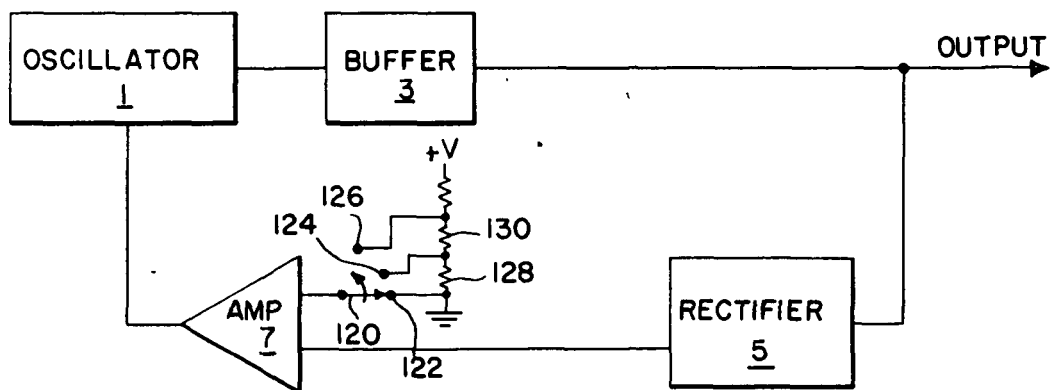 OSCILLATOR
1
BUFFER
3
OUTPUT
+V
126
130
124
128
AMP
7
120
122
RECTIFIER
5